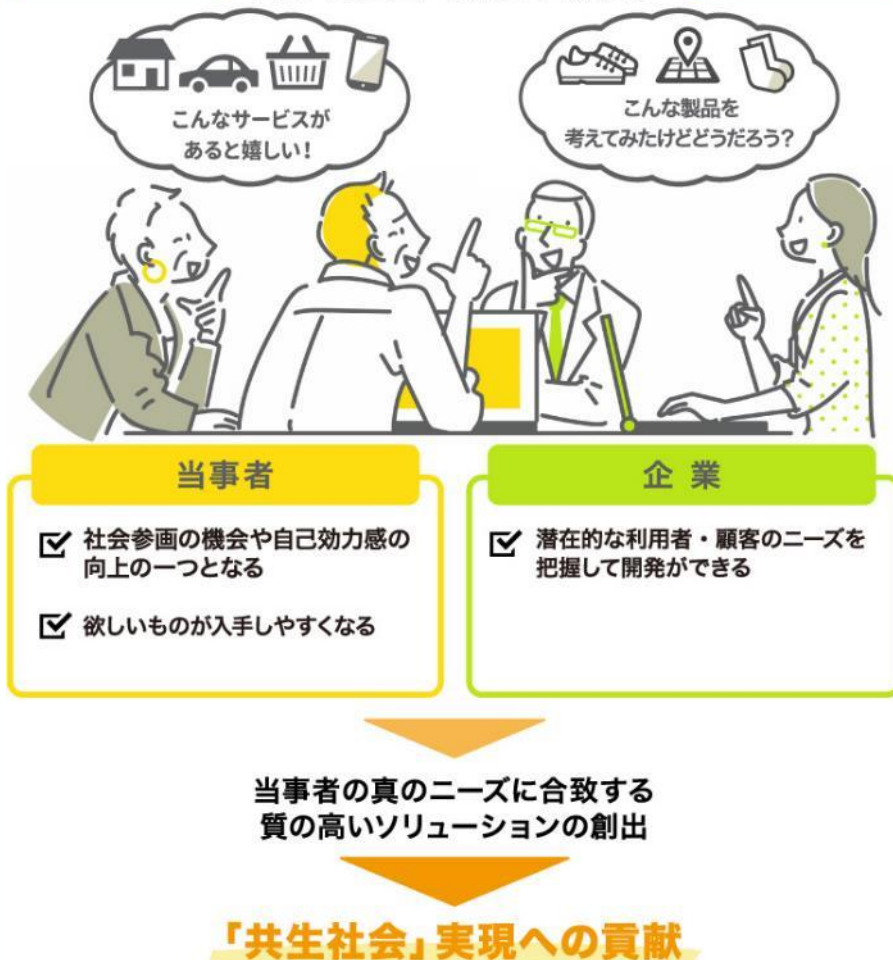 こんなサービスが
あると嬉しい！
こんな製品を
考えてみたけどどうだろう？
当事者
社会参画の機会や自己効力感の
向上の一つとなる
欲しいものが入手しやすくなる
企業
潜在的な利用者・顧客のニーズを
把握して開発ができる
当事者の真のニーズに合致する
質の高いソリューションの創出
「共生社会」実現への貢献